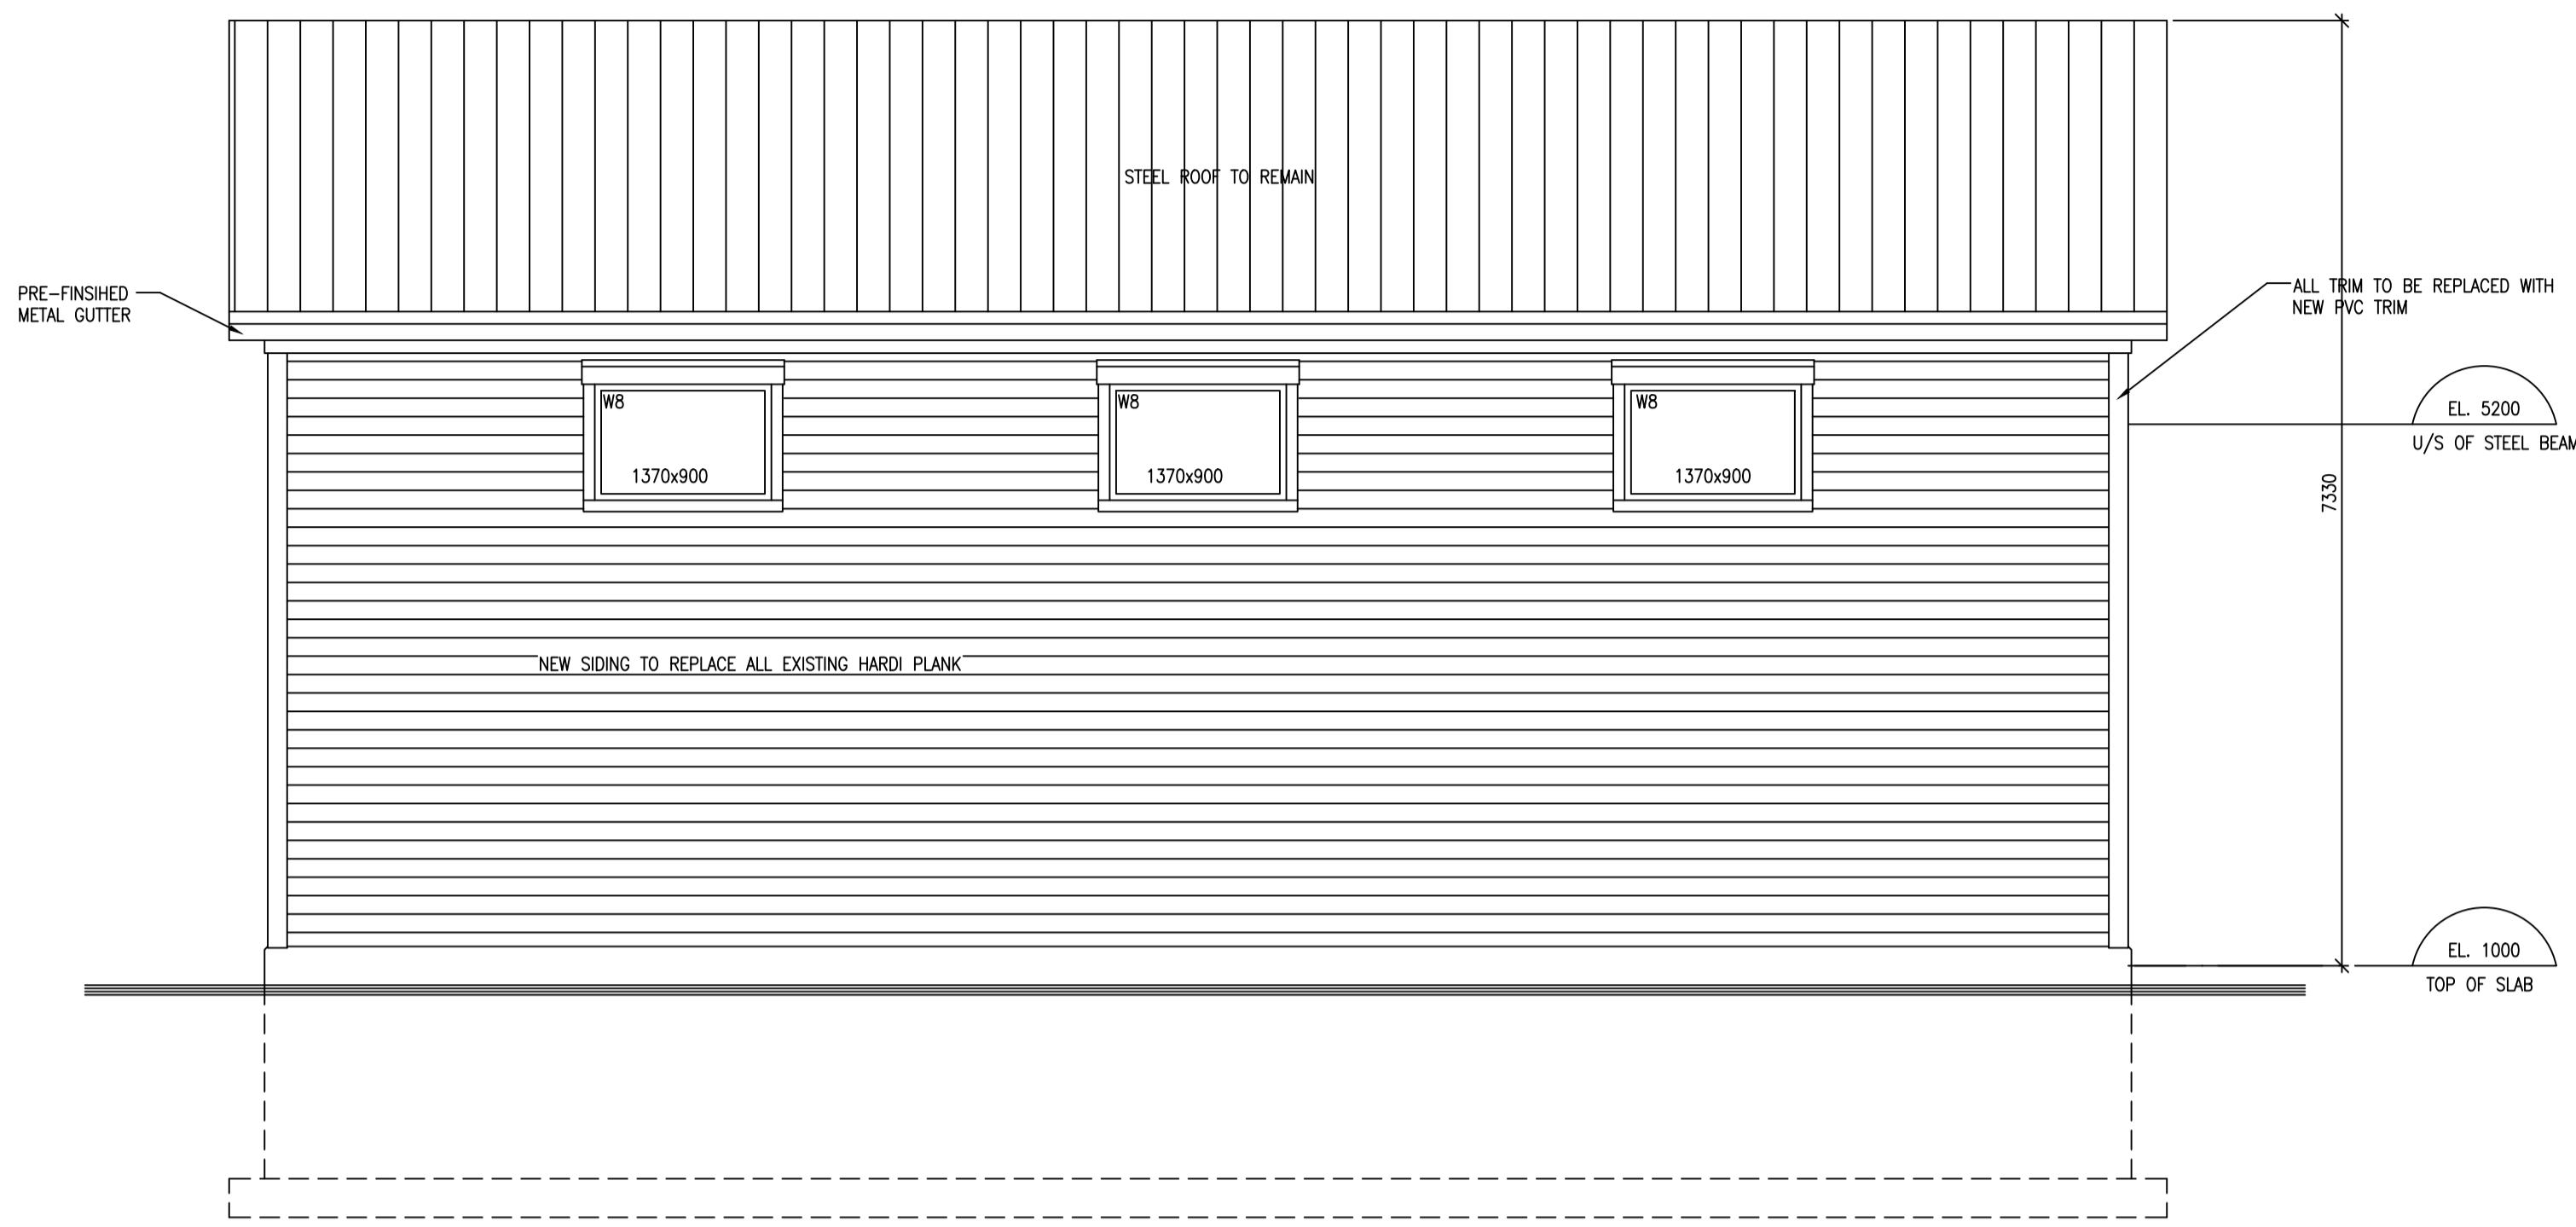 STEEL ROOF TO REMAIN
PRE-FINSIHED
METAL GUTTER
ALL TRIM TO BE REPLACED WITH
NEW PVC TRIM
W8
1370x900
W8
1370x900
W8
1370x900
EL. 5200
U/S OF STEEL BEAM
7330
NEW SIDING TO REPLACE ALL EXISTING HARDI PLANK
EL. 1000
TOP OF SLAB